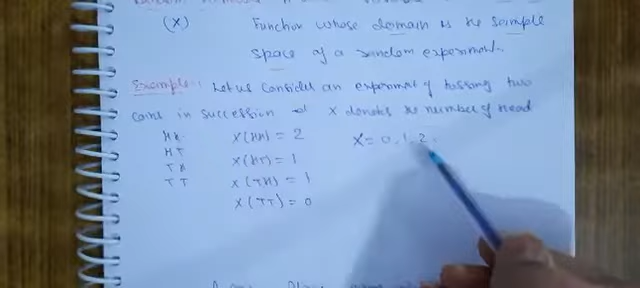 (X) Function whose domain is the sample
space of a random experiment.
Example: Let us consider an experiment of tossing two
coins in succession X denotes the number of head
HH X(HH) = 2 X = 0, 1, 2.
HT X(HT) = 1
TH X(TH) = 1
TT X(TT) = 0